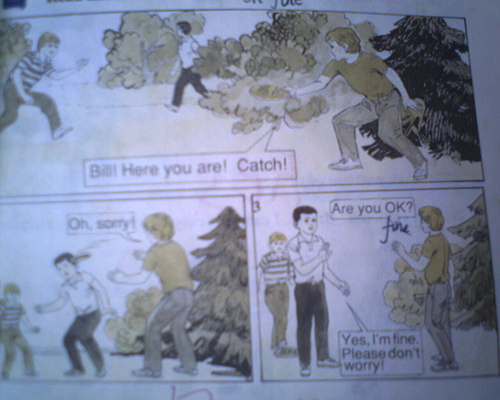 Bill! Here you are! Catch!
Oh, sorry!
3
Are you OK?
fine
Yes, I'm fine.
Please don't
worry!